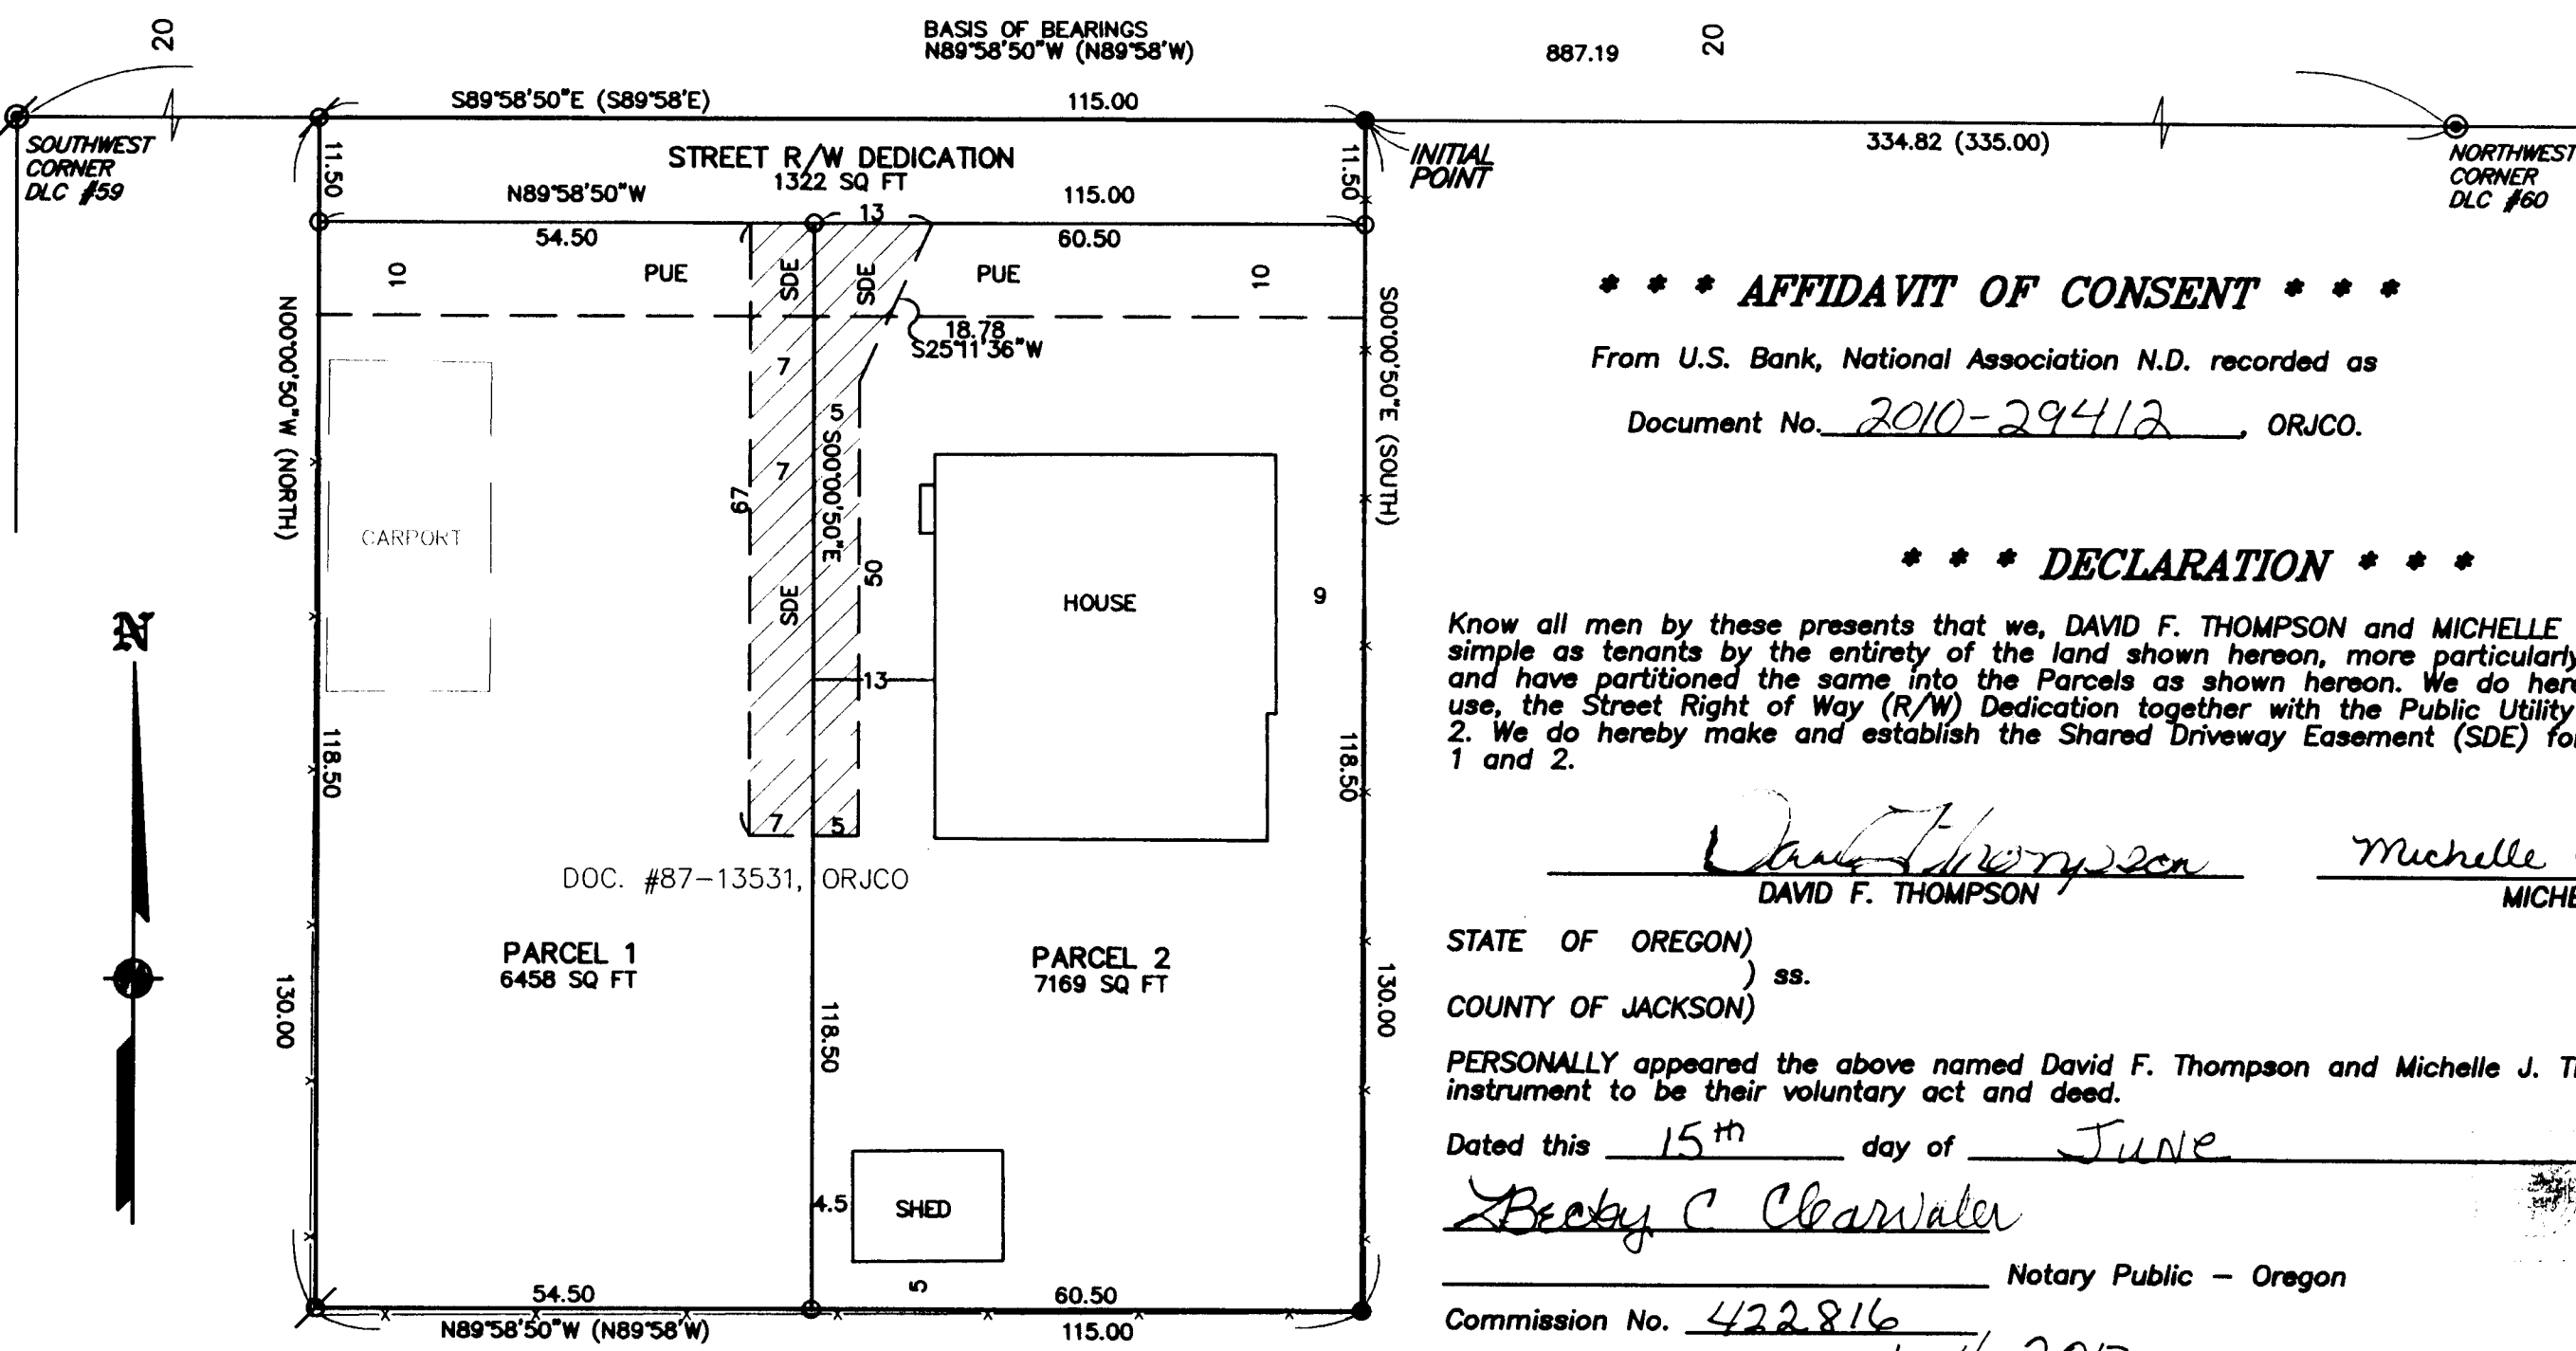 BASIS OF BEARINGS
N89°58'50"W (N89°58'W)
20
887.19
20
S89°58'50"E (S89°58'E)
115.00
334.82 (335.00)
SOUTHWEST
CORNER
DLC #59
INITIAL
POINT
NORTHWEST
CORNER
DLC #60
11.50
STREET R/W DEDICATION
1322 SQ FT
11.50
N89°58'50"W
115.00
13
54.50
60.50
10
PUE
SDE
SDE
PUE
10
18.78
S25°11'36"W
N00°00'50"W (NORTH)
S00°00'50"E (SOUTH)
7
5
7
S00°00'50"E
67
50
SDE
CARPORT
HOUSE
9
13
N
118.50
118.50
7
5
DOC. #87-13531, ORJCO
PARCEL 1
6458 SQ FT
PARCEL 2
7169 SQ FT
130.00
118.50
130.00
4.5
SHED
5
54.50
60.50
N89°58'50"W (N89°58'W)
115.00
* * * AFFIDAVIT OF CONSENT * * *
From U.S. Bank, National Association N.D. recorded as
Document No. 2010-29412, ORJCO.
* * * DECLARATION * * *
Know all men by these presents that we, DAVID F. THOMPSON and MICHELLE
simple as tenants by the entirety of the land shown hereon, more particularly
and have partitioned the same into the Parcels as shown hereon. We do here
use, the Street Right of Way (R/W) Dedication together with the Public Utility
2. We do hereby make and establish the Shared Driveway Easement (SDE) for
1 and 2.
David F Thompson
Michelle
DAVID F. THOMPSON
MICHE
STATE OF OREGON)
) ss.
COUNTY OF JACKSON)
PERSONALLY appeared the above named David F. Thompson and Michelle J. T
instrument to be their voluntary act and deed.
Dated this 15th day of June
Becky C Clearwater
Notary Public - Oregon
Commission No. 422816